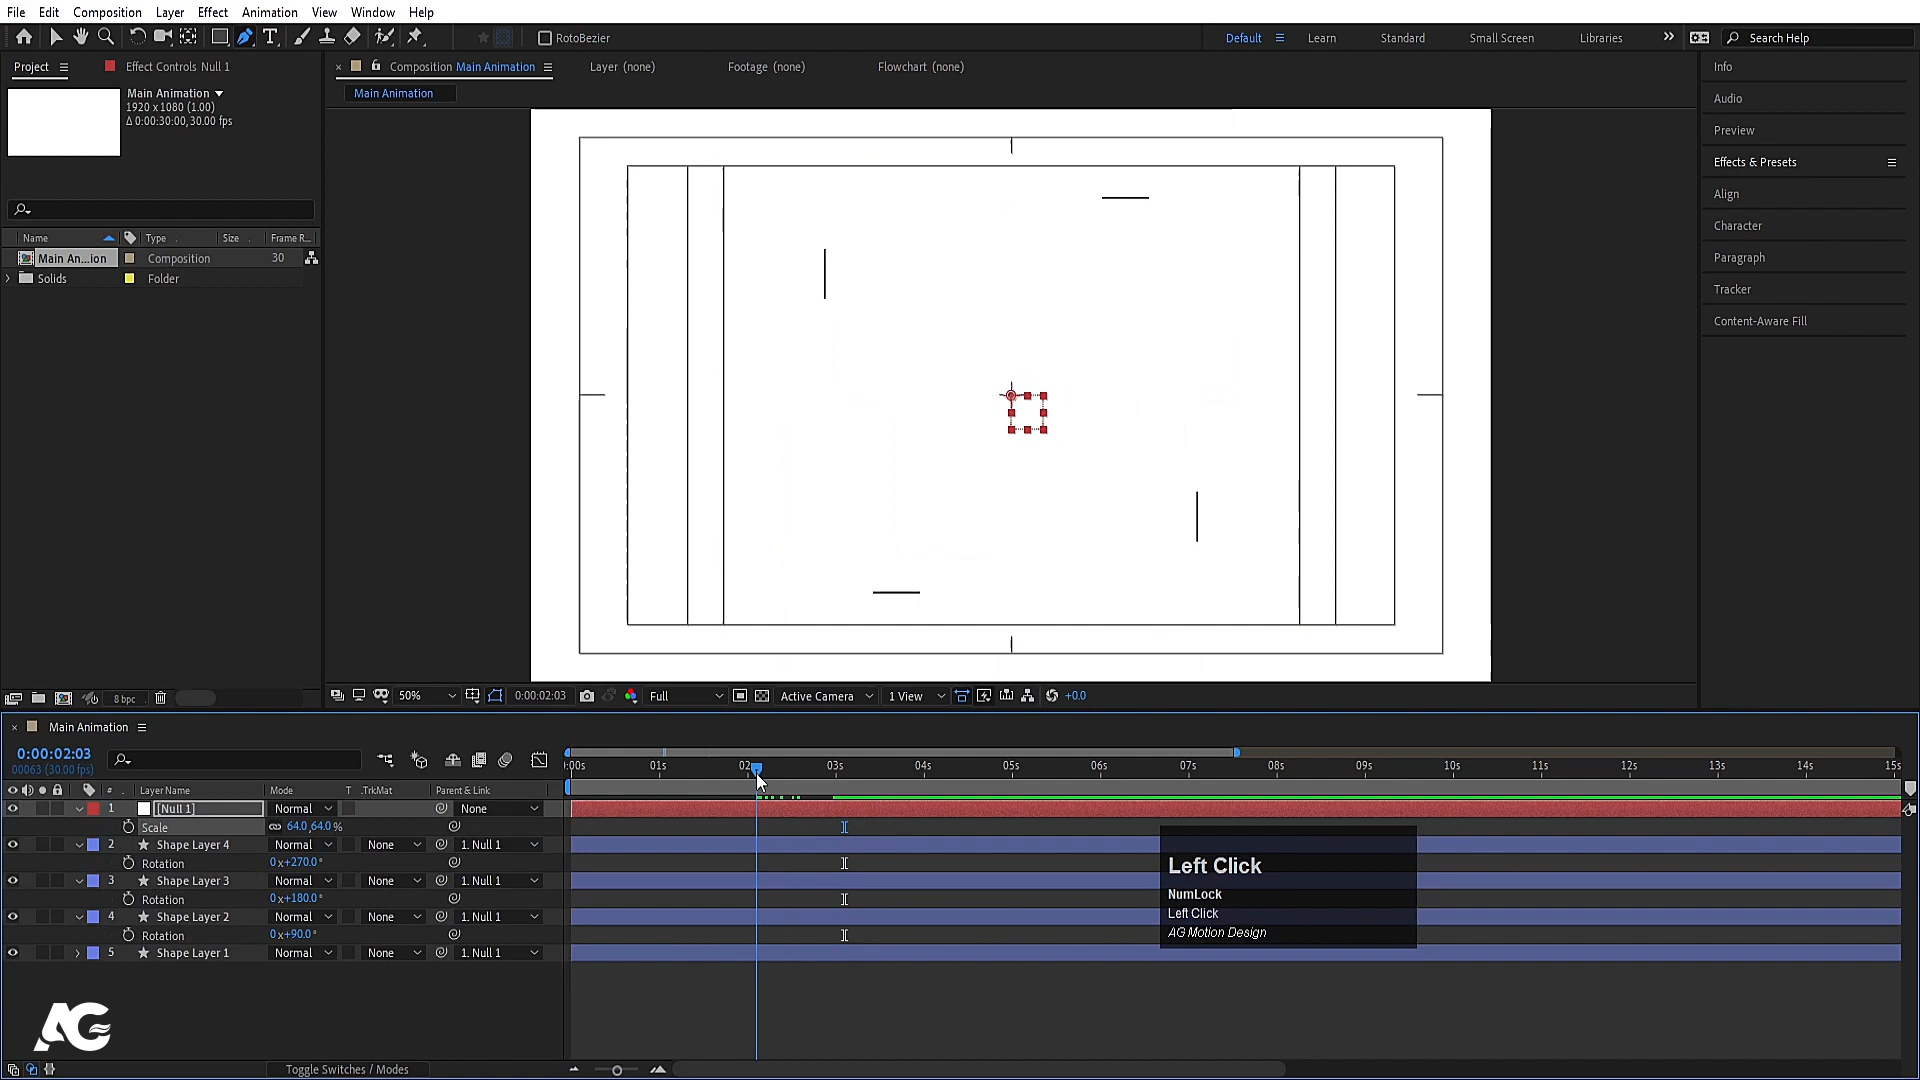 File Edit Composition Layer Effect Animation View Window Help
RotoBezier
Default Learn Standard Small Screen Libraries Search Help
Project Effect Controls Null 1
Composition Main Animation Layer (none) Footage (none) Flowchart (none)
Main Animation
Main Animation
1920 x 1080 (1.00)
Δ 0:00:30:00, 30.00 fps
Name Type Size Frame R...
Main An...ion Composition 30
Solids Folder
8 bpc
50% 0:00:02:03 Full Active Camera 1 View +0.0
Info
Audio
Preview
Effects & Presets
Align
Character
Paragraph
Tracker
Content-Aware Fill
Main Animation
0:00:02:03
00063 (30.00 fps)
:00s 01s 02 03s 04s 05s 06s 07s 08s 09s 10s 11s 12s 13s 14s 15s
# Layer Name Mode T .TrkMat Parent & Link
1 [Null 1] Normal None
Scale 64.0,64.0%
2 Shape Layer 4 Normal None 1. Null 1
Rotation 0x+270.0°
3 Shape Layer 3 Normal None 1. Null 1
Rotation 0x+180.0°
4 Shape Layer 2 Normal None 1. Null 1
Rotation 0x+90.0°
5 Shape Layer 1 Normal None 1. Null 1
Left Click
NumLock
Left Click
AG Motion Design
AG
Toggle Switches / Modes